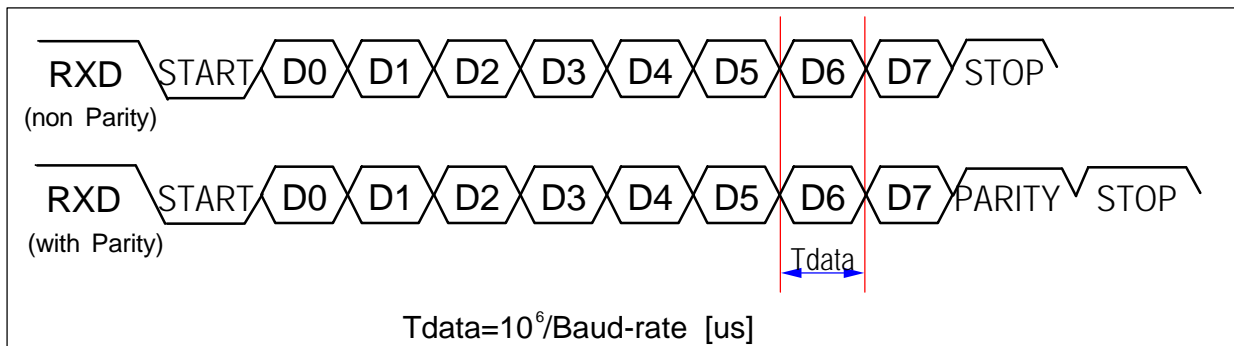 RXD START D0 D1 D2 D3 D4 D5 D6 D7 STOP
(non Parity)
RXD START D0 D1 D2 D3 D4 D5 D6 D7 PARITY STOP
(with Parity)
Tdata
Tdata=10⁶/Baud-rate [us]